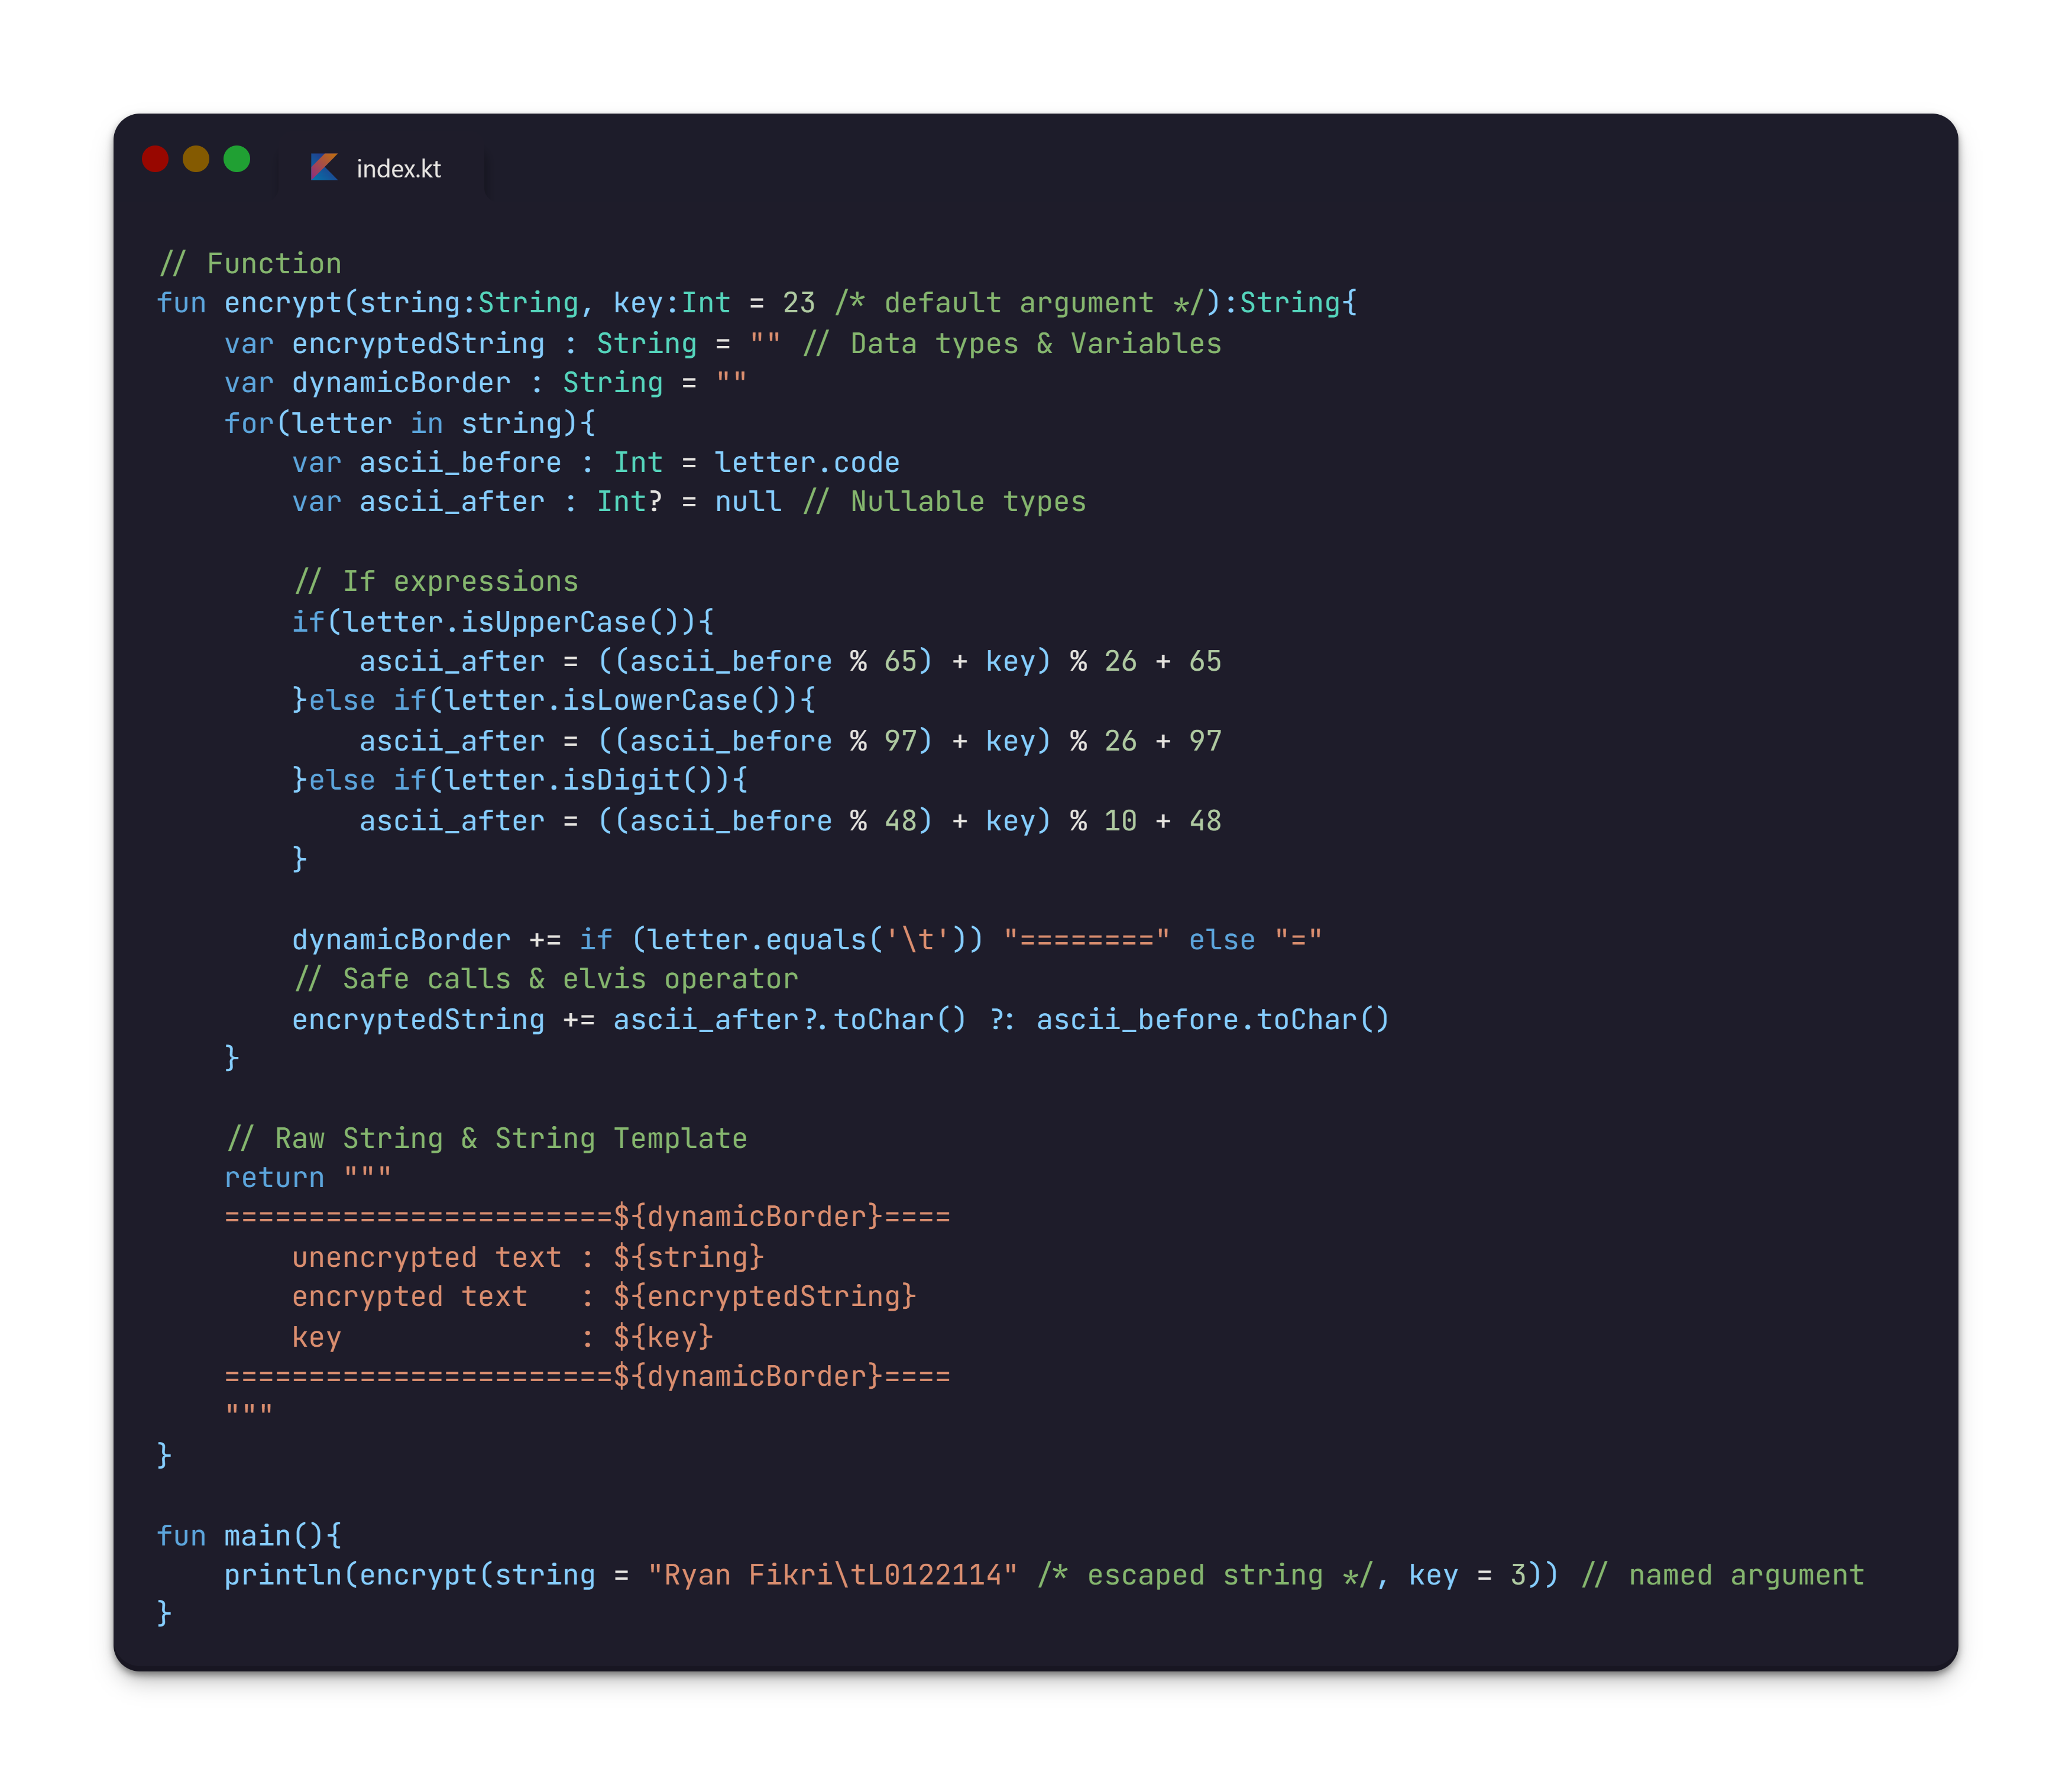 index.kt
// Function
fun encrypt(string:String, key:Int = 23 /* default argument */):String{
    var encryptedString : String = "" // Data types & Variables
    var dynamicBorder : String = ""
    for(letter in string){
        var ascii_before : Int = letter.code
        var ascii_after : Int? = null // Nullable types

        // If expressions
        if(letter.isUpperCase()){
            ascii_after = ((ascii_before % 65) + key) % 26 + 65
        }else if(letter.isLowerCase()){
            ascii_after = ((ascii_before % 97) + key) % 26 + 97
        }else if(letter.isDigit()){
            ascii_after = ((ascii_before % 48) + key) % 10 + 48
        }

        dynamicBorder += if (letter.equals('\t')) "========" else "="
        // Safe calls & elvis operator
        encryptedString += ascii_after?.toChar() ?: ascii_before.toChar()
    }

    // Raw String & String Template
    return """
    =======================${dynamicBorder}====
        unencrypted text : ${string}
        encrypted text   : ${encryptedString}
        key              : ${key}
    =======================${dynamicBorder}====
    """
}

fun main(){
    println(encrypt(string = "Ryan Fikri\tL0122114" /* escaped string */, key = 3)) // named argument
}